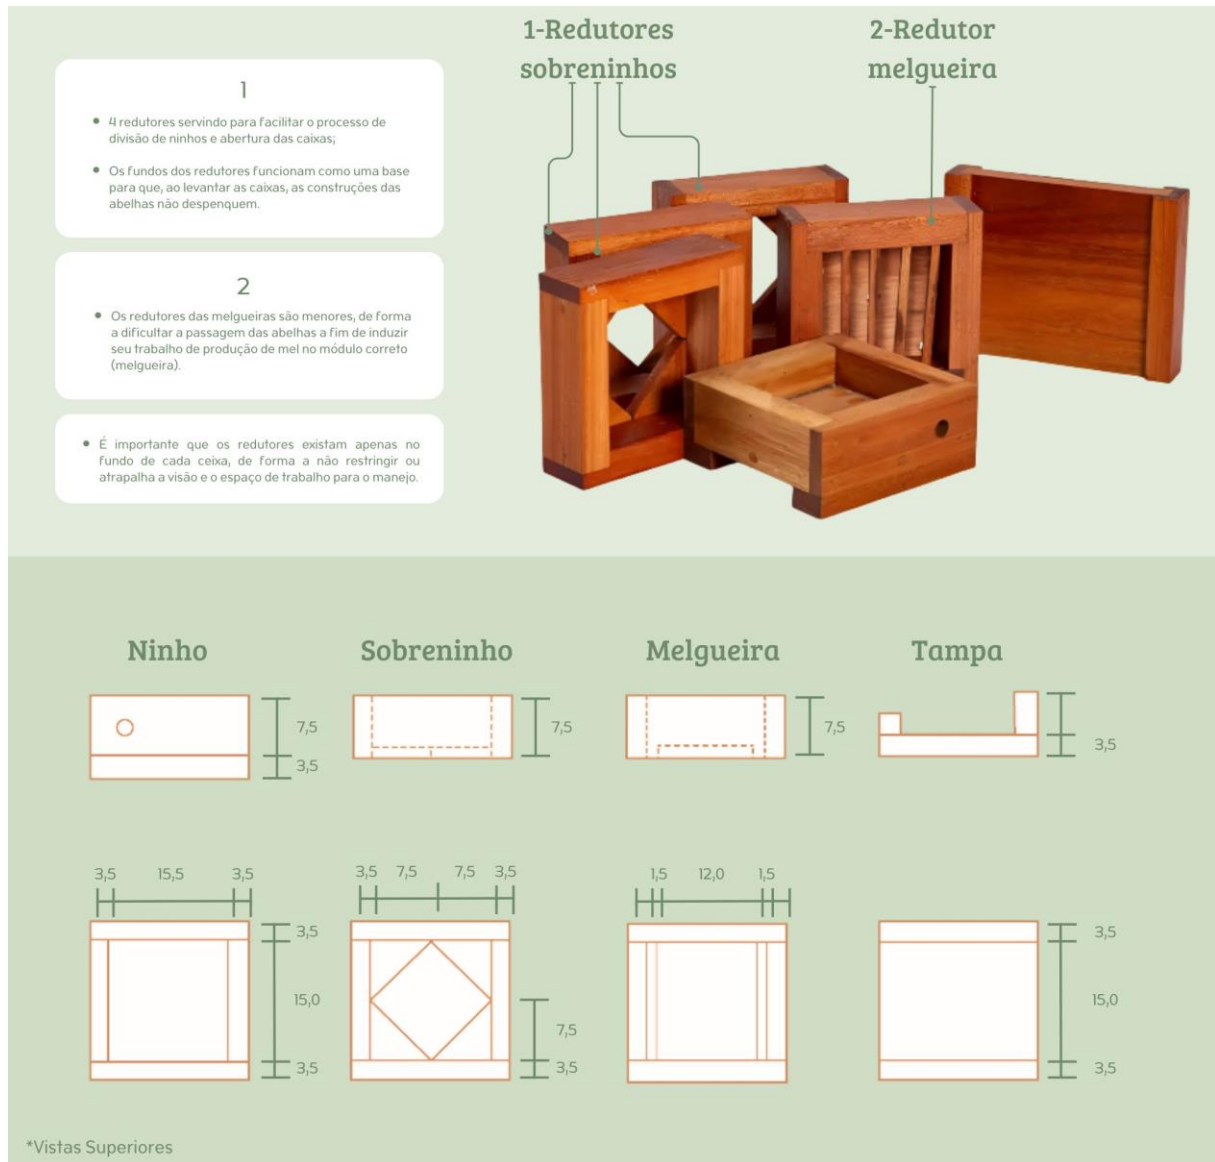 1-Redutores
sobreninhos
2-Redutor
melgueira
1
• 4 redutores servindo para facilitar o processo de
divisão de ninhos e abertura das caixas;
• Os fundos dos redutores funcionam como uma base
para que, ao levantar as caixas, as construções das
abelhas não despenquem.
2
• Os redutores das melgueiras são menores, de forma
a dificultar a passagem das abelhas a fim de induzir
seu trabalho de produção de mel no módulo correto
(melgueira).
• É importante que os redutores existam apenas no
fundo de cada ceixa, de forma a não restringir ou
atrapalha a visão e o espaço de trabalho para o manejo.
Ninho
Sobreninho
Melgueira
Tampa
7,5
3,5
7,5
7,5
3,5
3,5 15,5 3,5
3,5
15,0
3,5
3,5 7,5 7,5 3,5
7,5
3,5
1,5 12,0 1,5
3,5
15,0
3,5
*Vistas Superiores